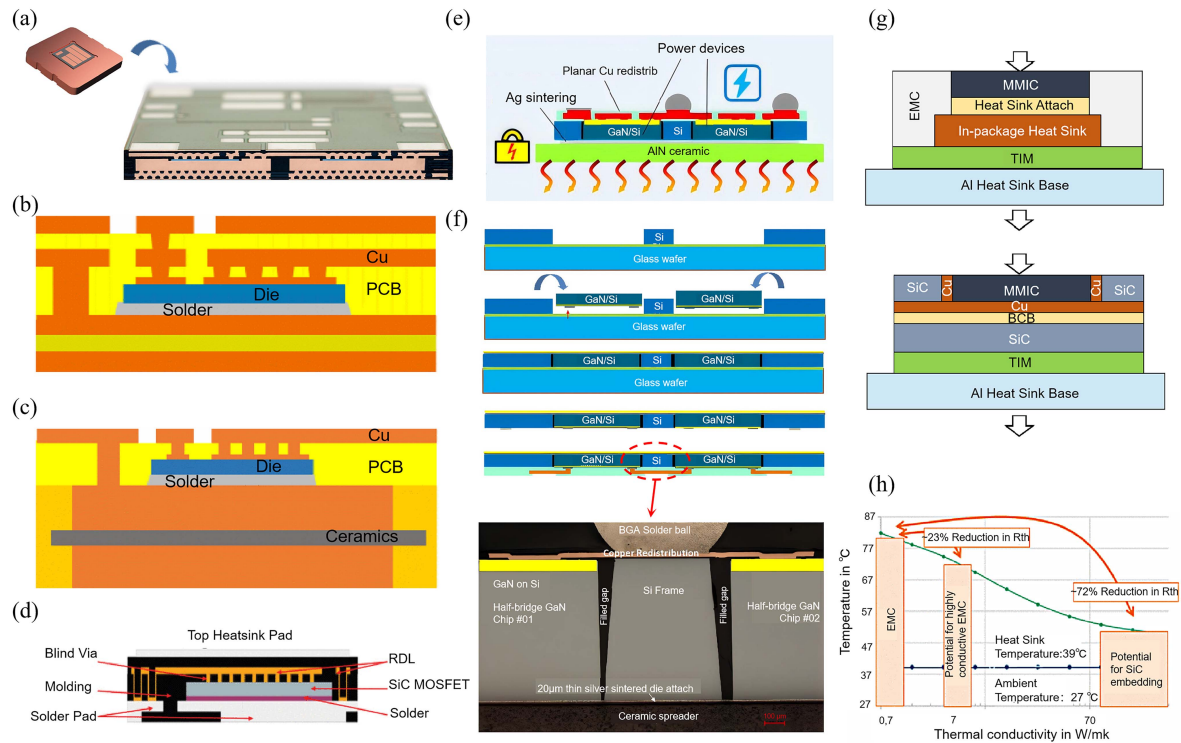 (a)
(b)
Cu
Die
PCB
Solder
(c)
Cu
Die
PCB
Solder
Ceramics
(d)
Top Heatsink Pad
Blind Via
RDL
SiC MOSFET
Molding
Solder
Solder Pad
(e)
Power devices
Planar Cu redistrib
Ag sintering
GaN/Si
Si
GaN/Si
AlN ceramic
(f)
Si
Glass wafer
GaN/Si
Si
GaN/Si
Glass wafer
GaN/Si
Si
GaN/Si
Glass wafer
GaN/Si
Si
GaN/Si
GaN/Si
Si
GaN/Si
BGA Solder ball
Copper Redistribution
GaN on Si
Half-bridge GaN
Chip #01
Filled gap
Si Frame
Filled gap
Half-bridge GaN
Chip #02
20μm thin silver sintered die attach
Ceramic spreader
100 μm
(g)
EMC
MMIC
Heat Sink Attach
In-package Heat Sink
TIM
Al Heat Sink Base
SiC
Cu
MMIC
Cu
SiC
Cu
BCB
SiC
TIM
Al Heat Sink Base
(h)
Temperature in °C
87
77
67
57
47
37
27
~23% Reduction in Rth
~72% Reduction in Rth
EMC
Potential for highly
conductive EMC
Heat Sink
Temperature:39℃
Ambient
Temperature: 27 ℃
Potential
for SiC
embedding
0,7
7
70
Thermal conductivity in W/mk